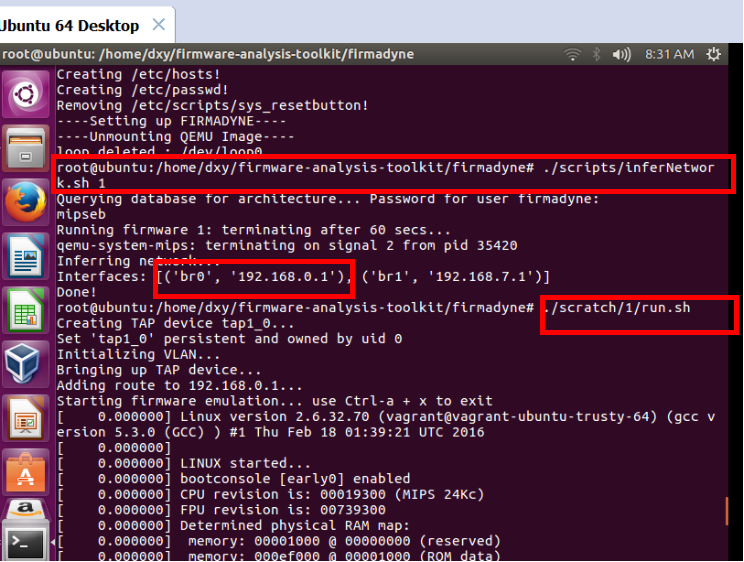 Ubuntu 64 Desktop
root@ubuntu: /home/dxy/firmware-analysis-toolkit/firmadyne
8:31 AM
Creating /etc/hosts!
Creating /etc/passwd!
Removing /etc/scripts/sys_resetbutton!
----Setting up FIRMADYNE----
----Unmounting QEMU Image----
loop deleted : /dev/loop0
root@ubuntu:/home/dxy/firmware-analysis-toolkit/firmadyne# ./scripts/inferNetwor
k.sh 1
Querying database for architecture... Password for user firmadyne:
mipseb
Running firmware 1: terminating after 60 secs...
qemu-system-mips: terminating on signal 2 from pid 35420
Inferring network...
Interfaces: [('br0', '192.168.0.1'), ('br1', '192.168.7.1')]
Done!
root@ubuntu:/home/dxy/firmware-analysis-toolkit/firmadyne# ./scratch/1/run.sh
Creating TAP device tap1_0...
Set 'tap1_0' persistent and owned by uid 0
Initializing VLAN...
Bringing up TAP device...
Adding route to 192.168.0.1...
Starting firmware emulation... use Ctrl-a + x to exit
[    0.000000] Linux version 2.6.32.70 (vagrant@vagrant-ubuntu-trusty-64) (gcc v
ersion 5.3.0 (GCC) ) #1 Thu Feb 18 01:39:21 UTC 2016
[    0.000000]
[    0.000000] LINUX started...
[    0.000000] bootconsole [early0] enabled
[    0.000000] CPU revision is: 00019300 (MIPS 24Kc)
[    0.000000] FPU revision is: 00739300
[    0.000000] Determined physical RAM map:
[    0.000000]  memory: 00001000 @ 00000000 (reserved)
[    0.000000]  memory: 000ef000 @ 00001000 (ROM data)